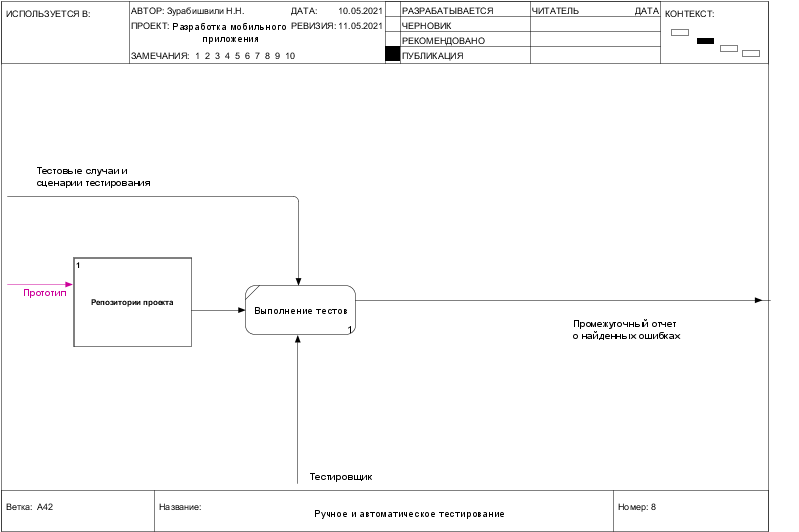 ИСПОЛЬЗУЕТСЯ В:
АВТОР: Зурабишвили Н.Н.
ДАТА: 10.05.2021
ПРОЕКТ: Разработка мобильного
приложения
РЕВИЗИЯ: 11.05.2021
ЗАМЕЧАНИЯ: 1 2 3 4 5 6 7 8 9 10
РАЗРАБАТЫВАЕТСЯ
ЧЕРНОВИК
РЕКОМЕНДОВАНО
ПУБЛИКАЦИЯ
ЧИТАТЕЛЬ
ДАТА
КОНТЕКСТ:
Тестовые случаи и
сценарии тестирования
1
Прототип
Репозитории проекта
Выполнение тестов
1
Промежуточный отчет
о найденных ошибках
Тестировщик
Ветка: A42
Название:
Ручное и автоматическое тестирование
Номер: 8